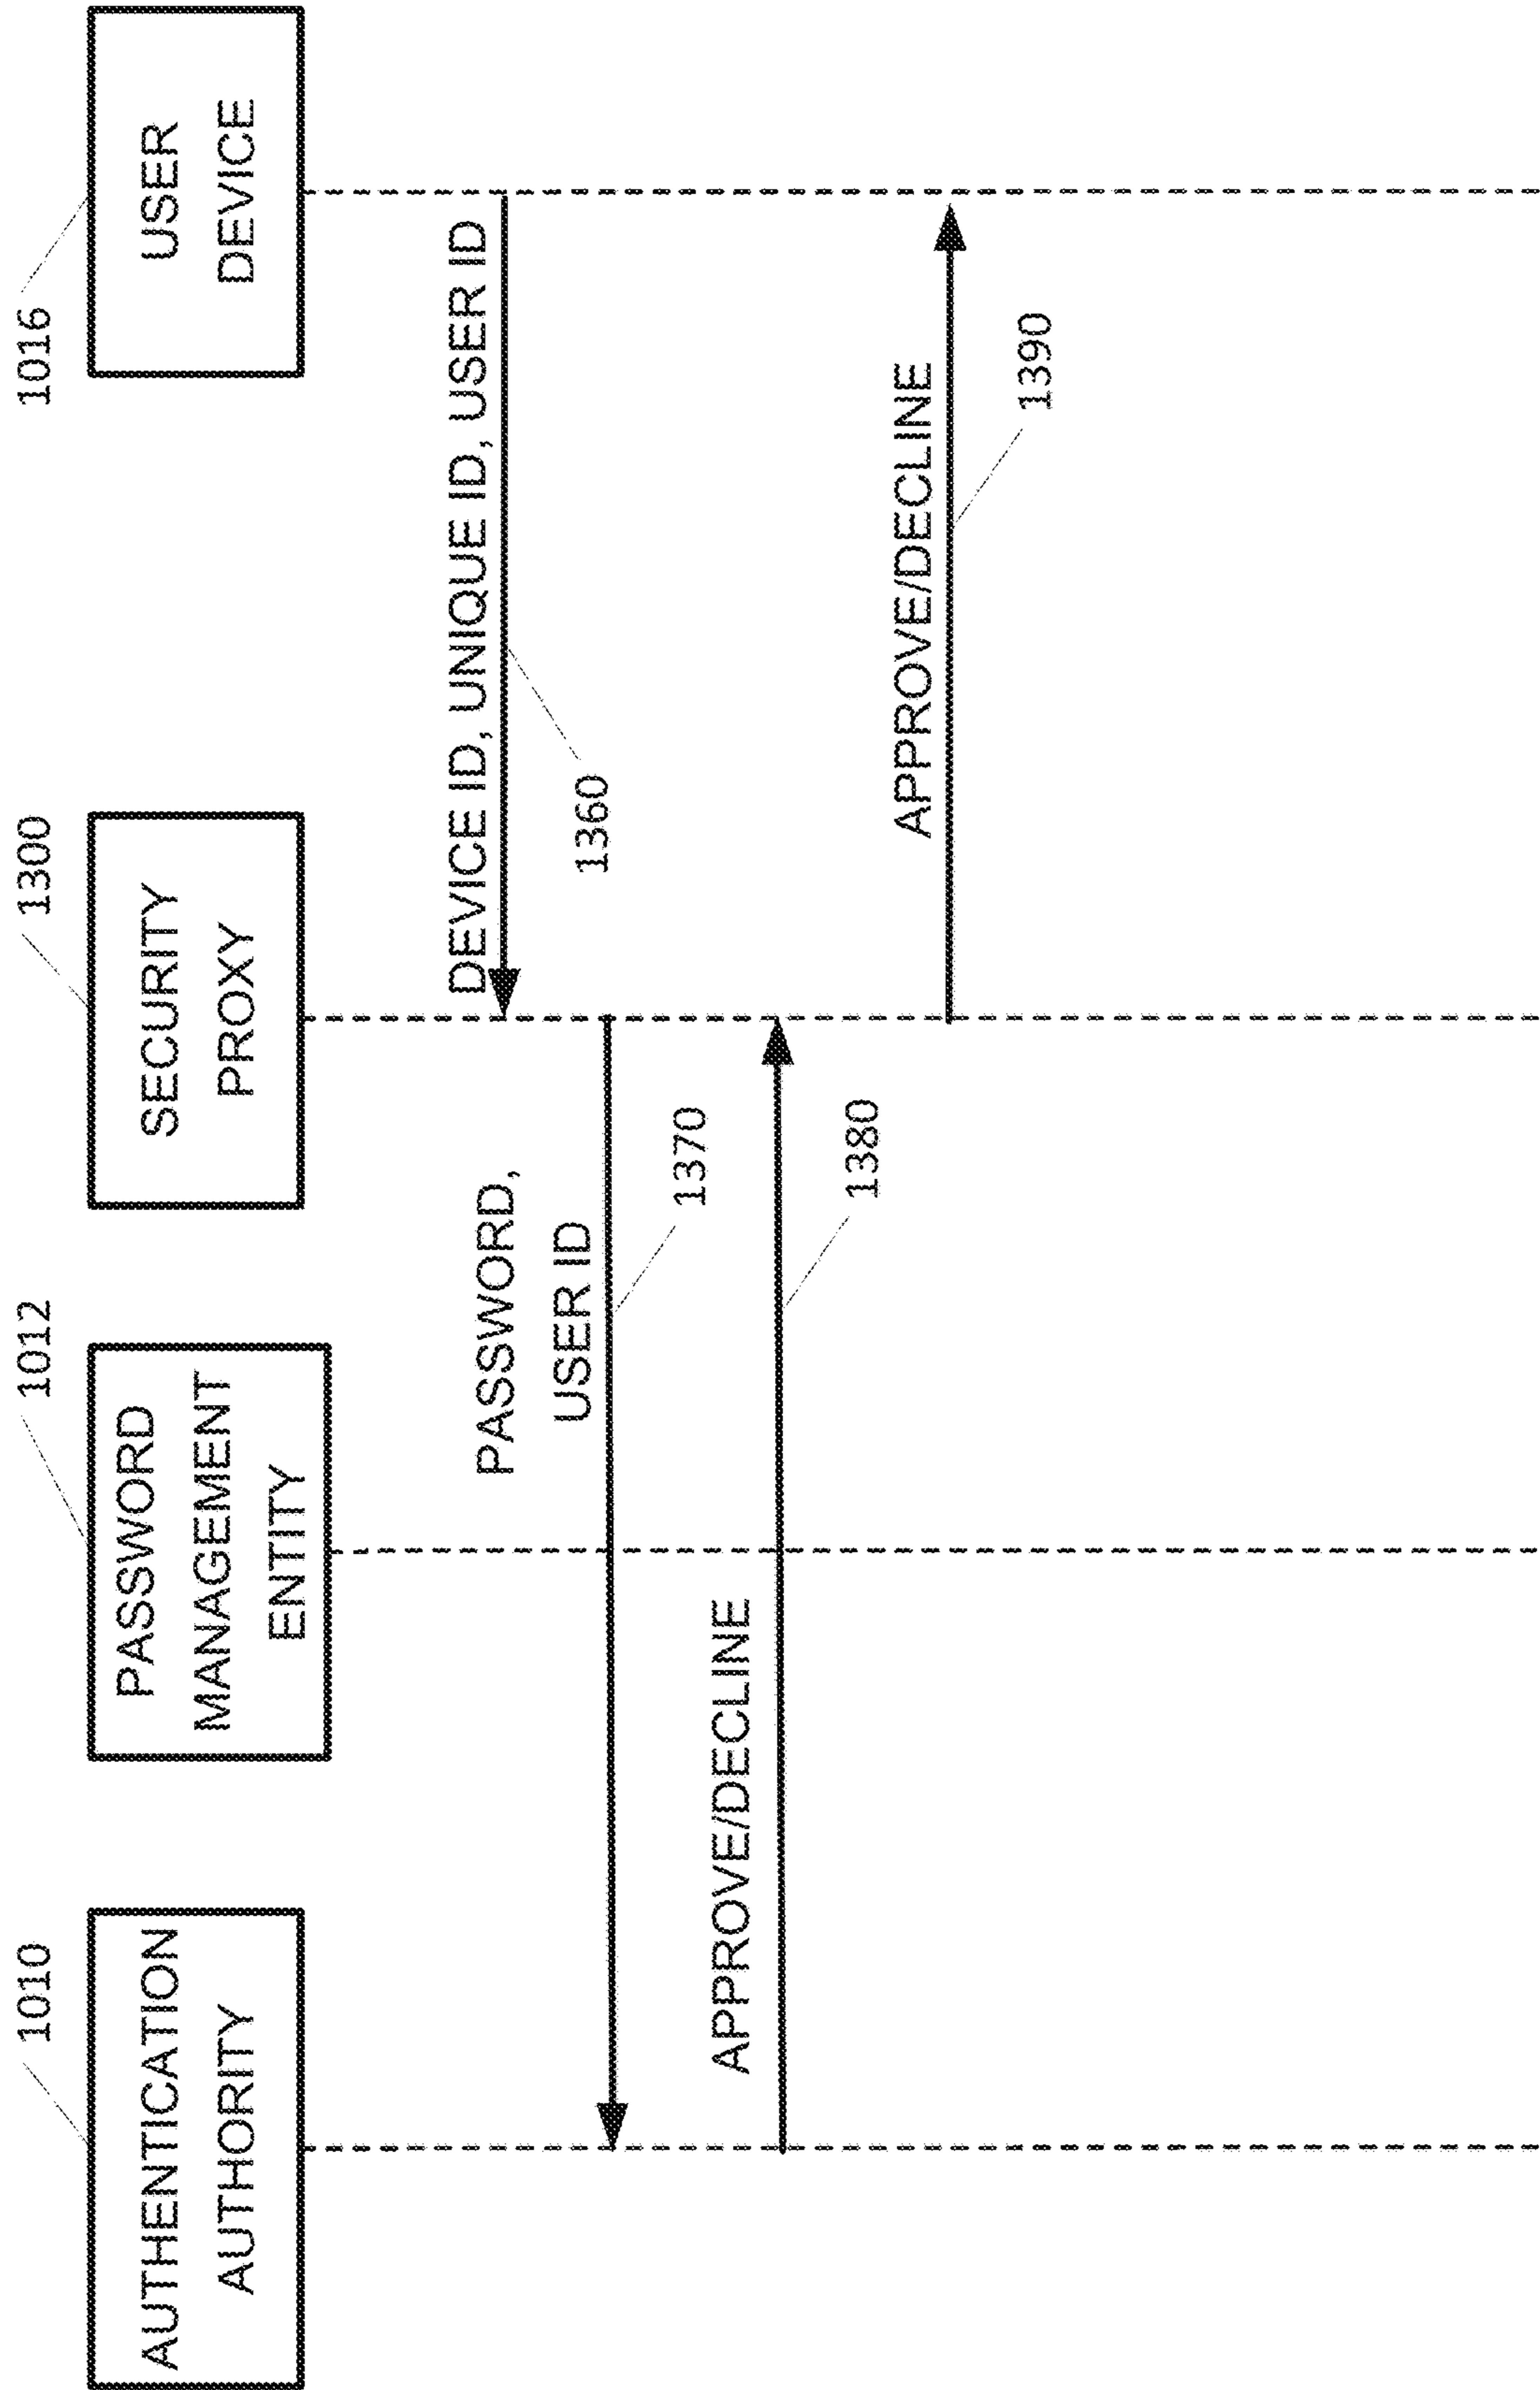 1010
1012
1300
1016
AUTHENTICATION
AUTHORITY
PASSWORD
MANAGEMENT
ENTITY
SECURITY
PROXY
USER
DEVICE
DEVICE ID, UNIQUE ID, USER ID
1360
PASSWORD,
USER ID
1370
APPROVE/DECLINE
1380
APPROVE/DECLINE
1390